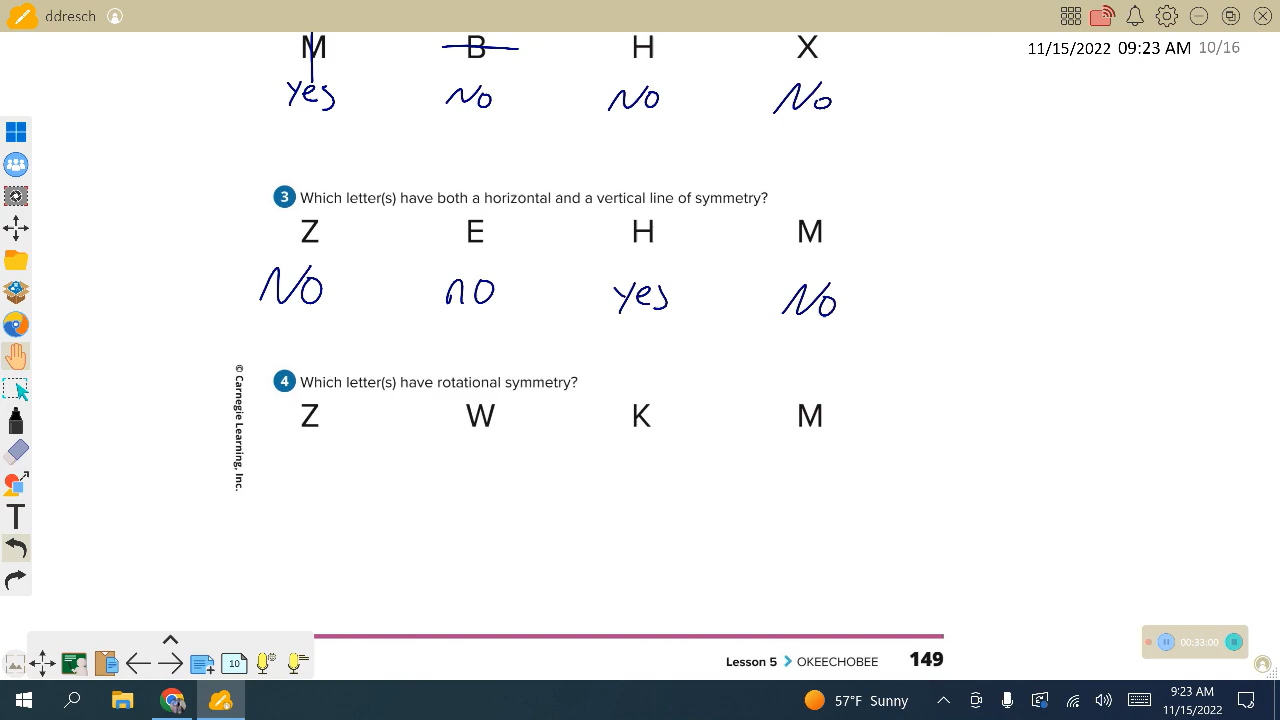 ddresch
11/15/2022 09:23 AM 10/16
M B H X
Yes No No No
3 Which letter(s) have both a horizontal and a vertical line of symmetry?
Z E H M
No no yes No
4 Which letter(s) have rotational symmetry?
Z W K M
© Carnegie Learning, Inc.
T
00:33:00
10
Lesson 5 > OKEECHOBEE 149
57°F Sunny
9:23 AM
11/15/2022